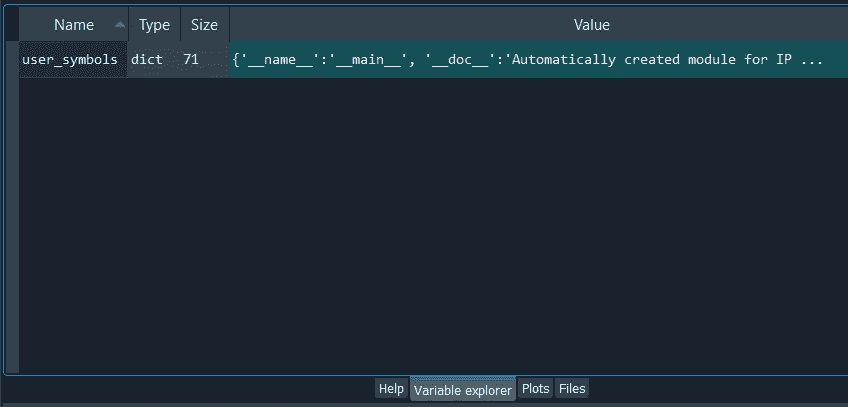 Name Type Size Value
user_symbols dict 71 {'__name__':'__main__', '__doc__':'Automatically created module for IP ...
Help Variable explorer Plots Files